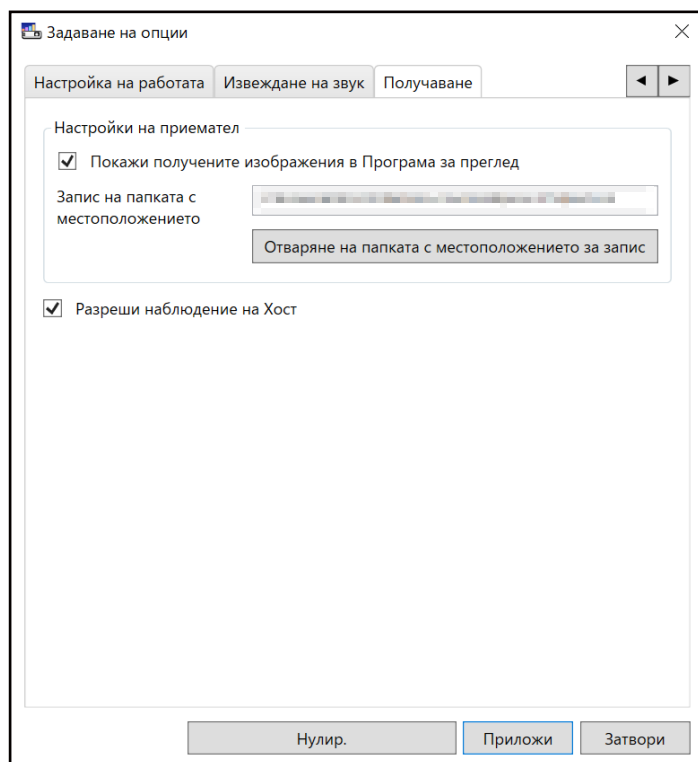 Задаване на опции
Настройка на работата Извеждане на звук Получаване
Настройки на приемател
Покажи получените изображения в Програма за преглед
Запис на папката с
местоположението
Отваряне на папката с местоположението за запис
Разреши наблюдение на Хост
Нулир. Приложи Затвори